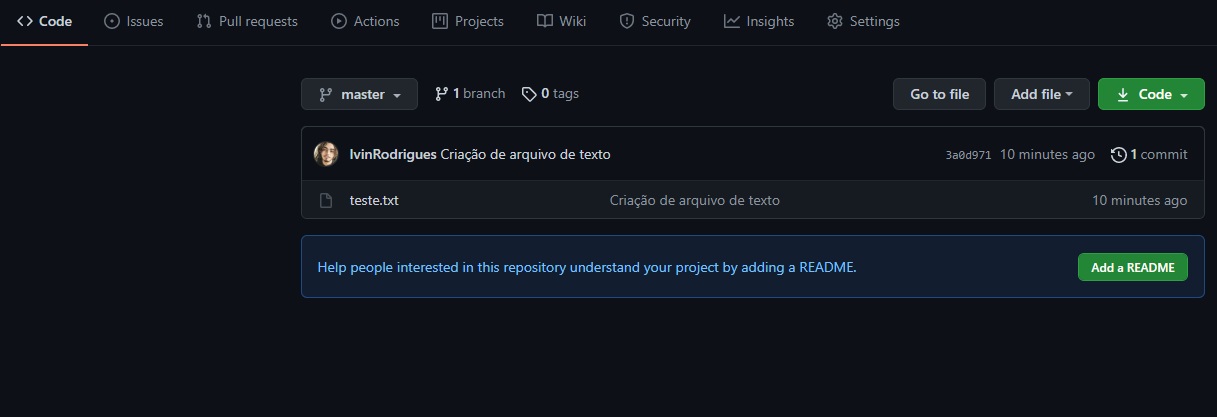 Code Issues Pull requests Actions Projects Wiki Security Insights Settings
master 1 branch 0 tags Go to file Add file Code
IvinRodrigues Criação de arquivo de texto 3a0d971 10 minutes ago 1 commit
teste.txt Criação de arquivo de texto 10 minutes ago
Help people interested in this repository understand your project by adding a README. Add a README